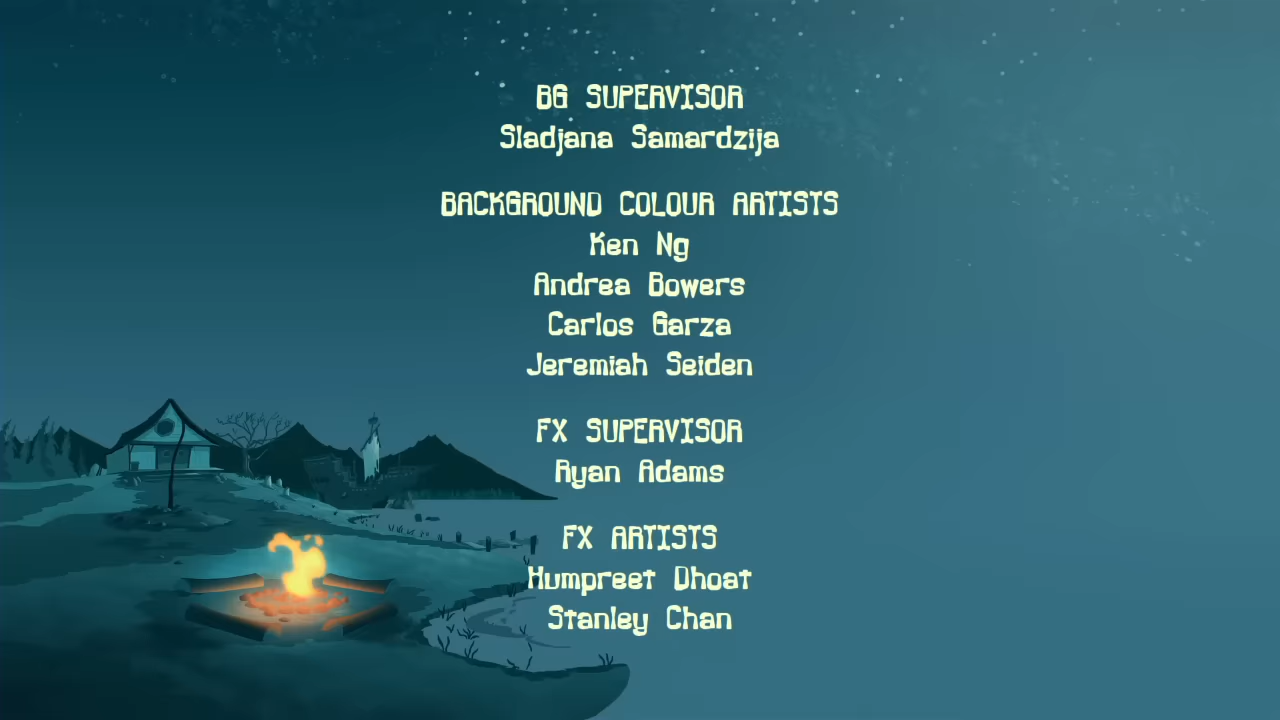 BG SUPERVISOR
Sladjana Samardzija
BACKGROUND COLOUR ARTISTS
Ken Ng
Andrea Bowers
Carlos Garza
Jeremiah Seiden
FX SUPERVISOR
Ryan Adams
FX ARTISTS
Humpreet Dhoat
Stanley Chan